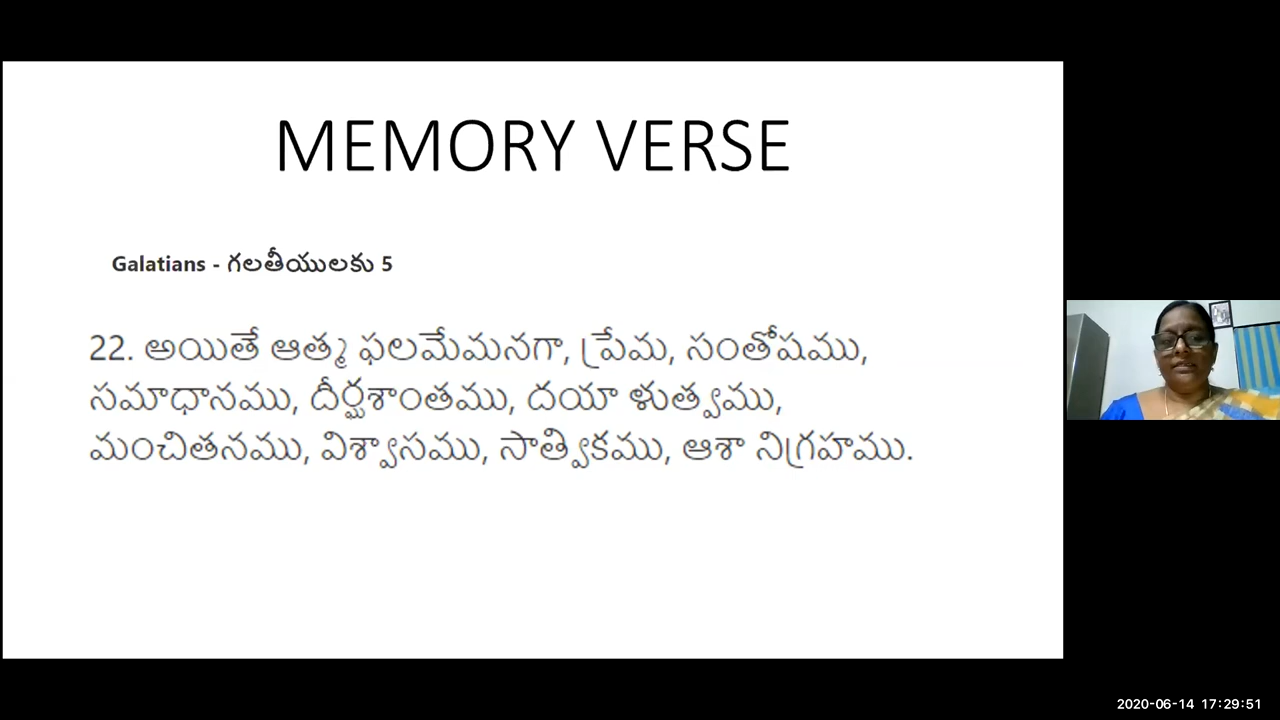 MEMORY VERSE
Galatians - గలతీయులకు 5
22. అయితే ఆత్మ ఫలమేమనగా, ప్రేమ, సంతోషము,
సమాధానము, దీర్ఘశాంతము, దయా ళుత్వము,
మంచితనము, విశ్వాసము, సాత్వికము, ఆశా నిగ్రహము.
2020-06-14 17:29:51